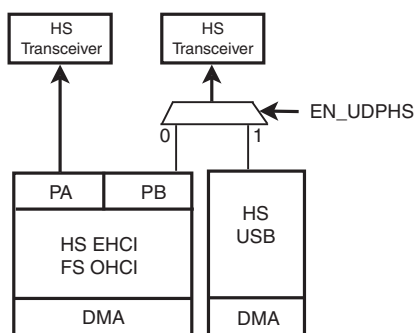 HS
Transceiver
HS
Transceiver
EN_UDPHS
0
1
PA
PB
HS EHCI
FS OHCI
DMA
HS
USB
DMA